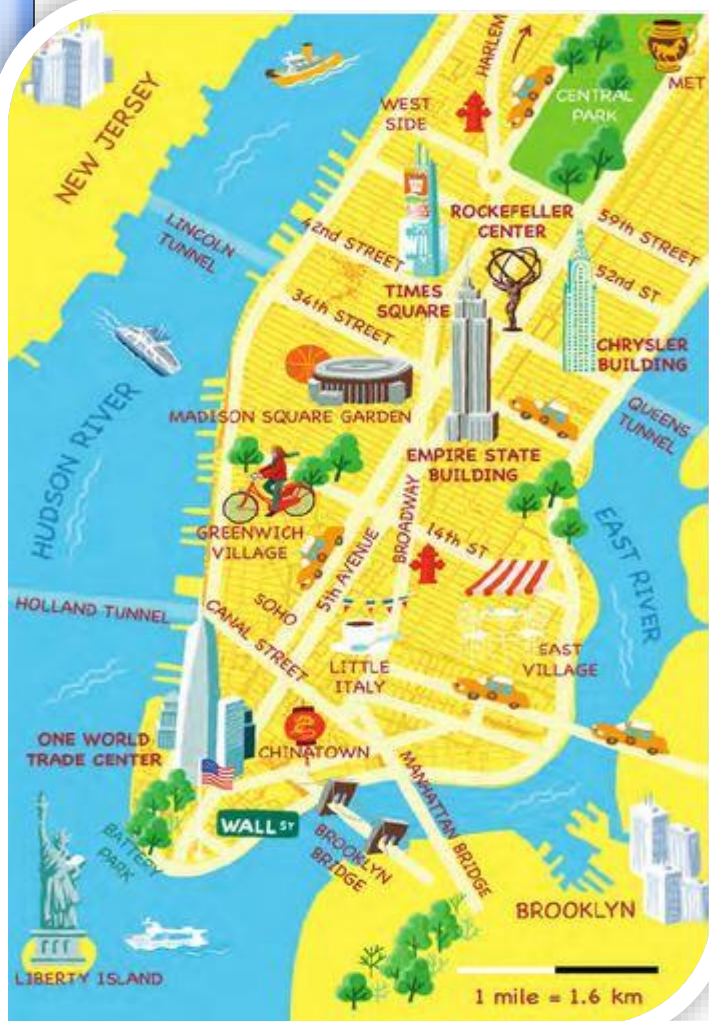 HARLEM
MET
CENTRAL
PARK
NEW JERSEY
WEST
SIDE
ROCKEFELLER
CENTER
59th STREET
LINCOLN
TUNNEL
42nd STREET
52nd ST
TIMES
SQUARE
34th STREET
CHRYSLER
BUILDING
MADISON SQUARE GARDEN
QUEENS
TUNNEL
HUDSON RIVER
EMPIRE STATE
BUILDING
GREENWICH
VILLAGE
5th AVENUE
BROADWAY
14th ST
EAST RIVER
HOLLAND TUNNEL
CANAL STREET
SOHO
LITTLE
ITALY
EAST
VILLAGE
ONE WORLD
TRADE CENTER
CHINATOWN
MANHATTAN BRIDGE
WALL ST
BROOKLYN
BRIDGE
BATTERY
PARK
BROOKLYN
LIBERTY ISLAND
1 mile = 1.6 km